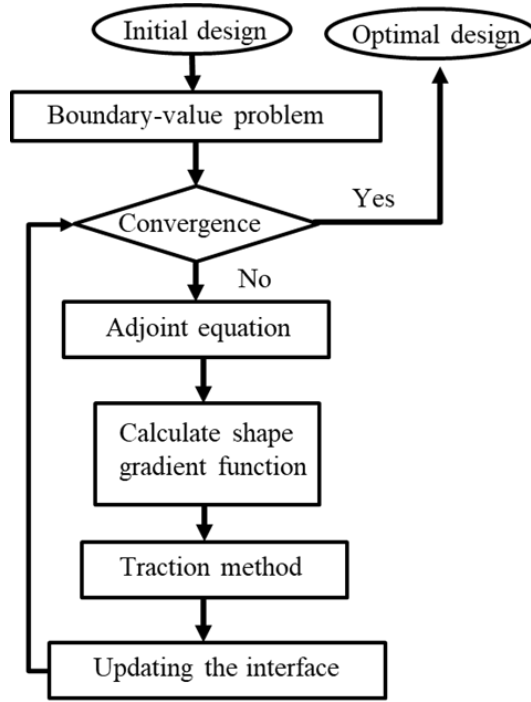 Initial design
Optimal design
Boundary-value problem
Convergence
Yes
No
Adjoint equation
Calculate shape
gradient function
Traction method
Updating the interface